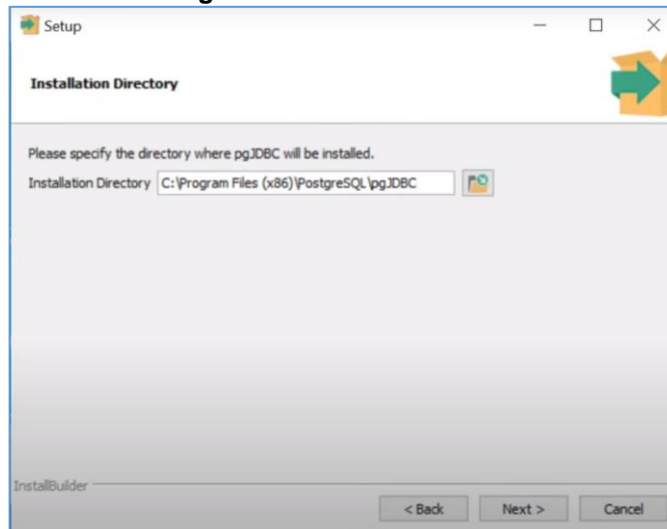 Setup
Installation Directory
Please specify the directory where pgJDBC will be installed.
Installation Directory C:\Program Files (x86)\PostgreSQL\pgJDBC
InstallBuilder
< Back Next > Cancel